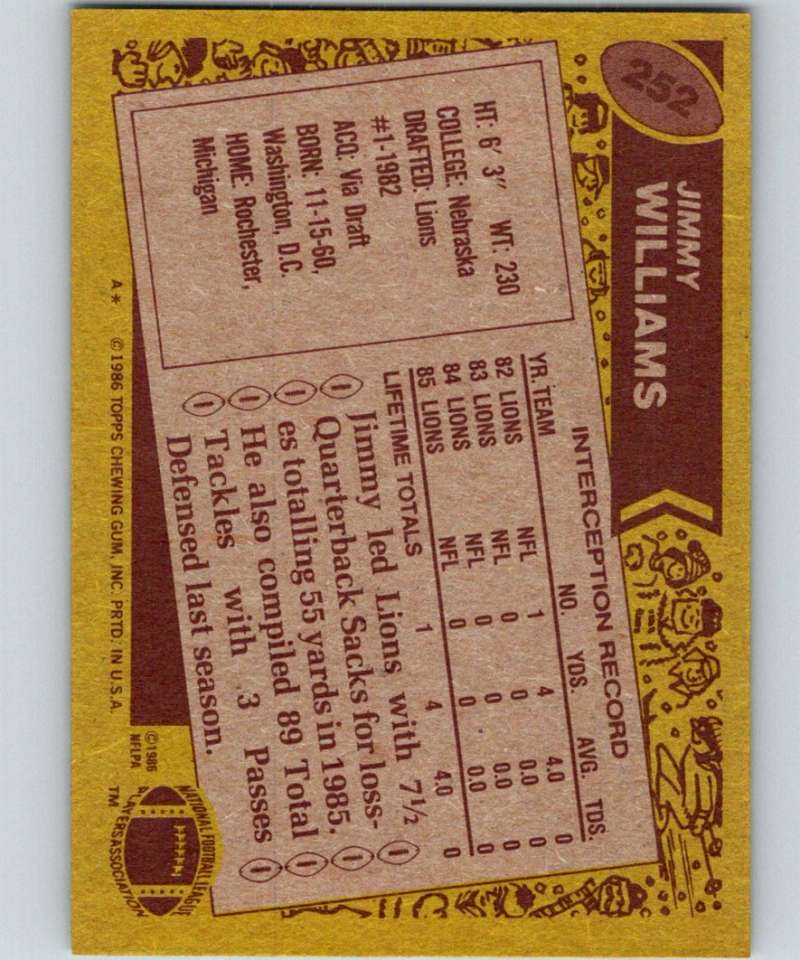 252
JIMMY
WILLIAMS
HT: 6' 3" WT: 230
COLLEGE: Nebraska
DRAFTED: Lions
#1-1982
ACQ: Via Draft
BORN: 11-15-60,
Washington, D.C.
HOME: Rochester,
Michigan
INTERCEPTION RECORD
YR. TEAM NO. YDS. AVG. TDS.
82 LIONS NFL 1 4 4.0 0
83 LIONS NFL 0 0 0.0 0
84 LIONS NFL 0 0 0.0 0
85 LIONS NFL 0 0 0.0 0
LIFETIME TOTALS 1 4 4.0 0
Jimmy led Lions with 7½
Quarterback Sacks for loss-
es totalling 55 yards in 1985.
He also compiled 89 Total
Tackles with 3 Passes
Defensed last season.
A* © 1986 TOPPS CHEWING GUM, INC. PRTD. IN U.S.A.
©1986
NFLPA
NATIONAL FOOTBALL LEAGUE
PLAYERS ASSOCIATION
TM